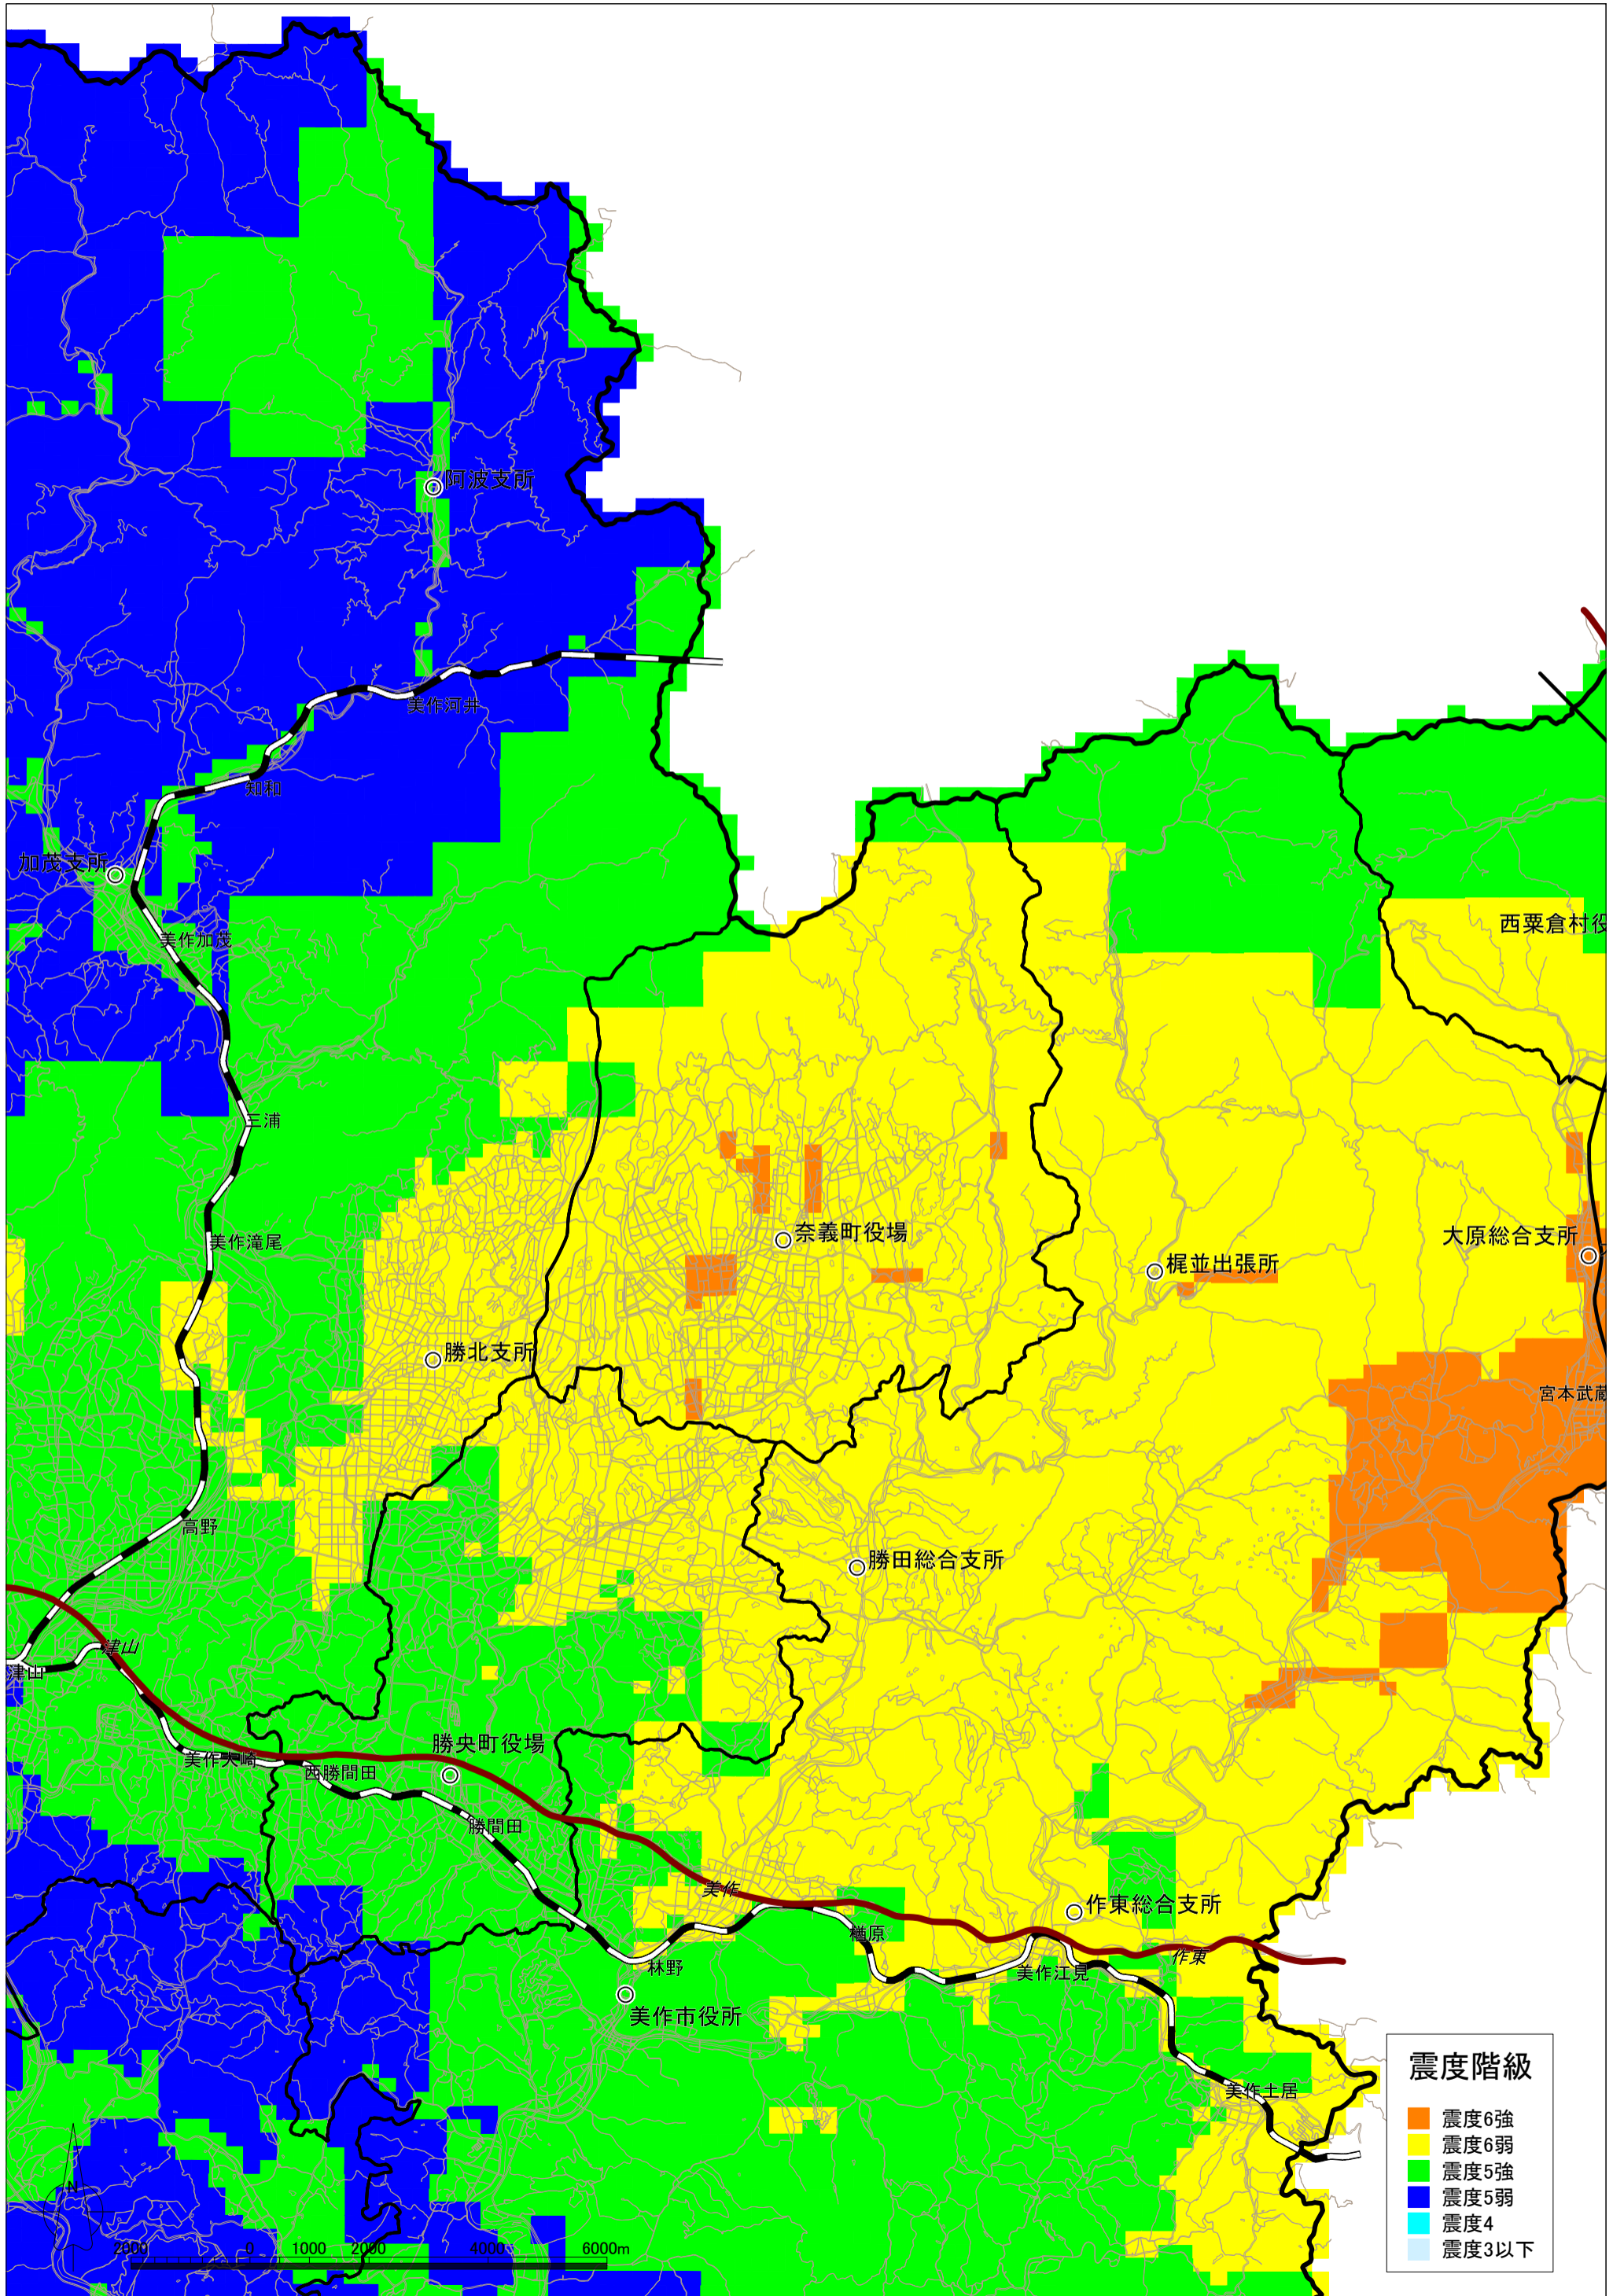 阿波支所
美作河井
知和
加茂支所
美作加茂
西粟倉村役
三浦
奈義町役場
大原総合支所
美作滝尾
梶並出張所
勝北支所
宮本武蔵
高野
勝田総合支所
津山
津山
勝央町役場
美作大崎
西勝間田
勝間田
美作
作東総合支所
楢原
作東
林野
美作江見
美作市役所
震度階級
美作土居
震度6強
震度6弱
震度5強
震度5弱
震度4
震度3以下
N
2000 0 1000 2000 4000 6000m